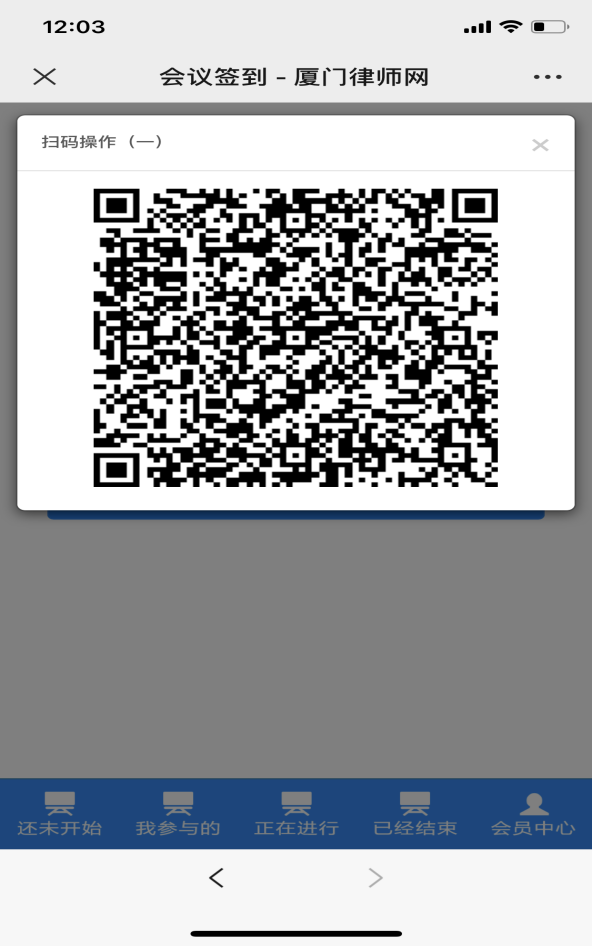 12:03
会议签到 - 厦门律师网
扫码操作（一）
还未开始 我参与的 正在进行 已经结束 会员中心